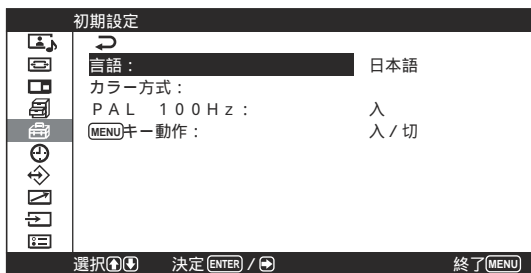 初期設定
言語： 日本語
カラー方式：
ＰＡＬ　１００Ｈｚ： 入
MENUキー動作： 入／切
選択 決定ENTER／ 終了MENU